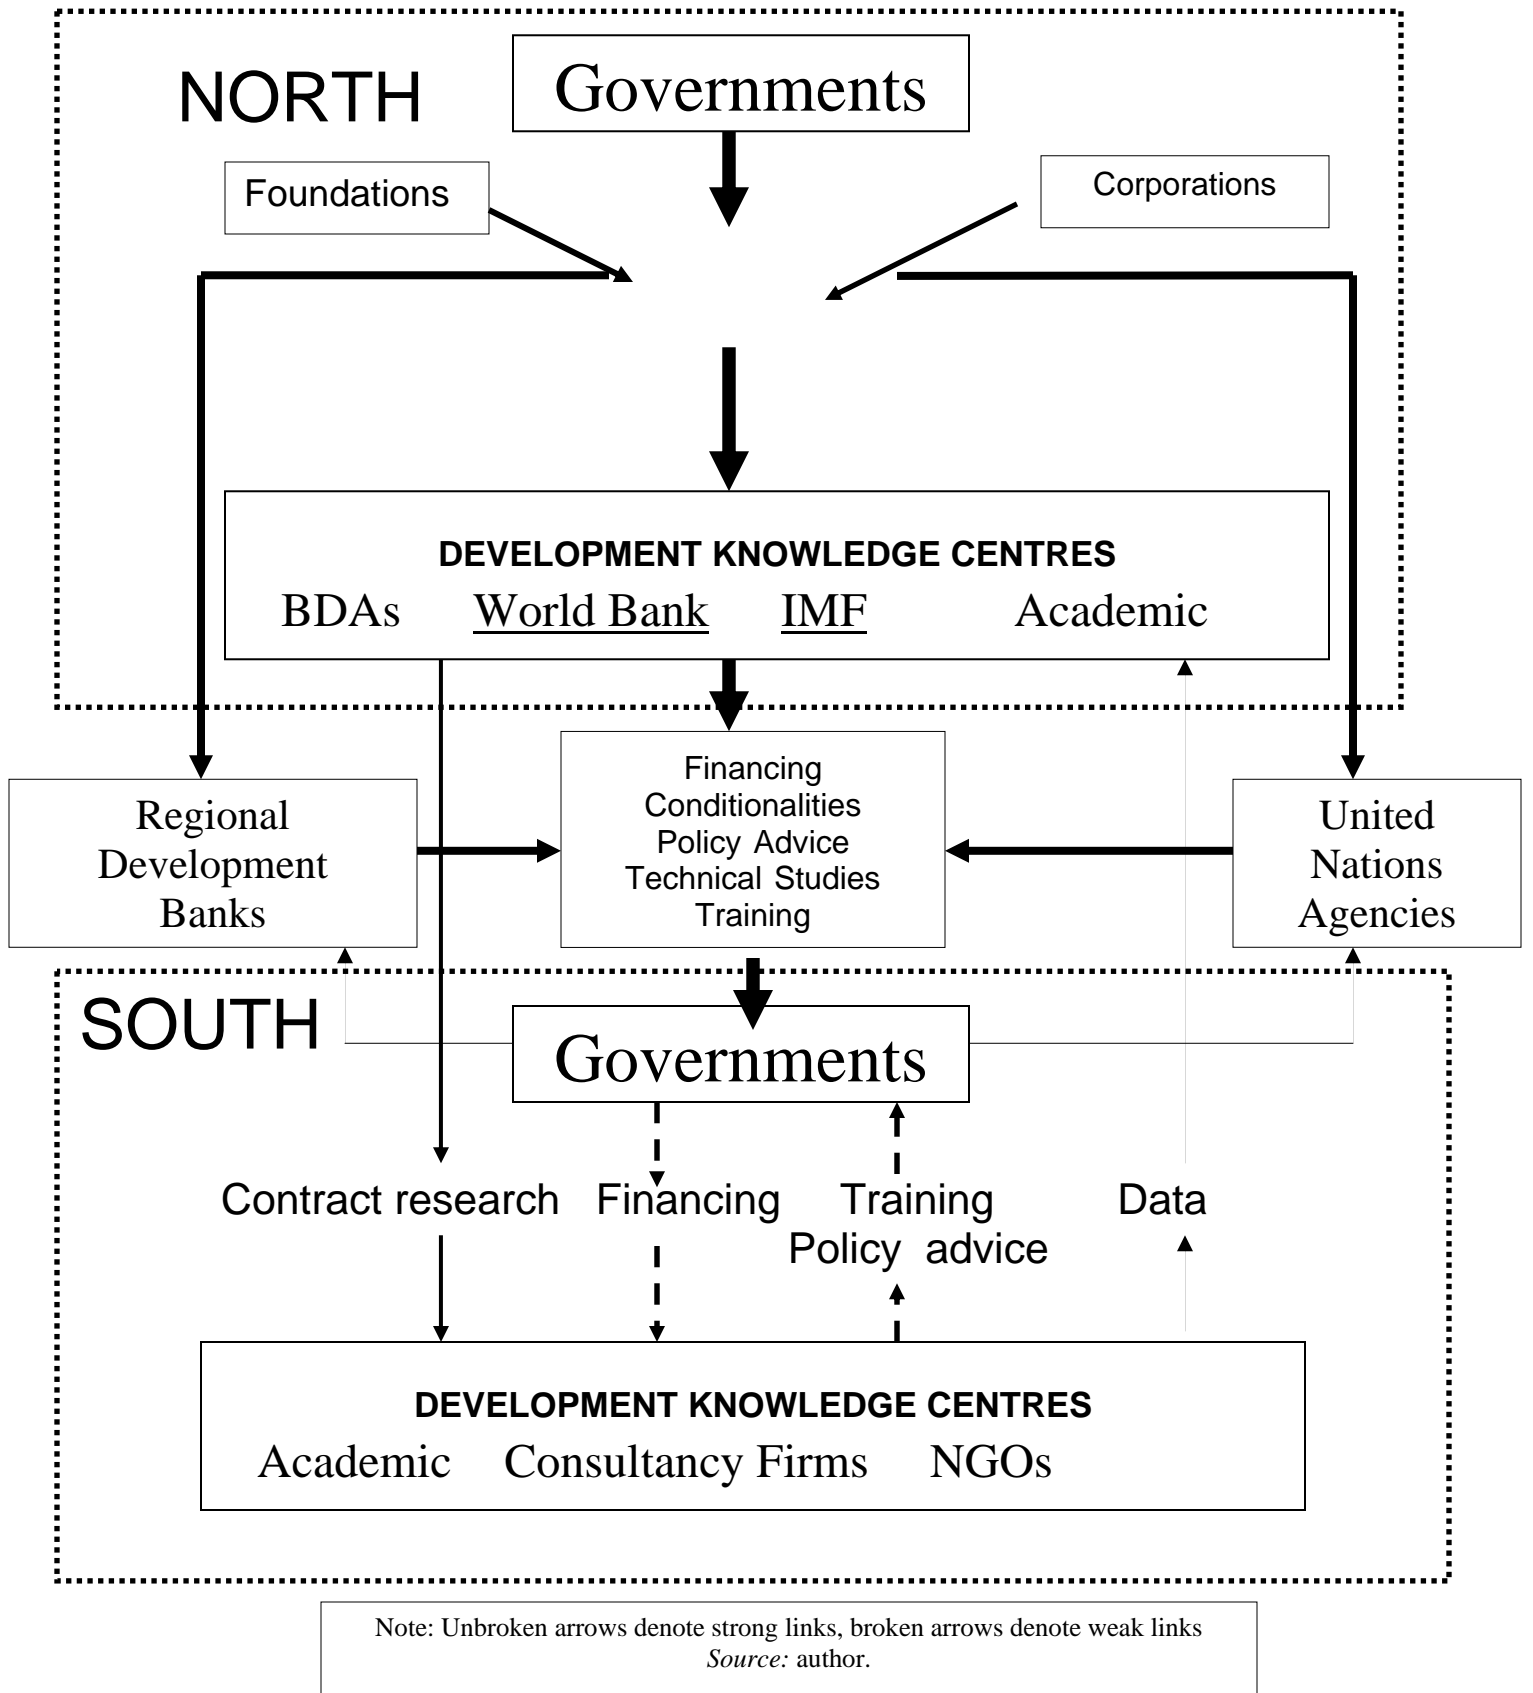 NORTH
Governments
Foundations
Corporations
DEVELOPMENT KNOWLEDGE CENTRES
BDAs World Bank IMF Academic
Regional
Development
Banks
Financing
Conditionalities
Policy Advice
Technical Studies
Training
United
Nations
Agencies
SOUTH
Governments
Contract research
Financing
Training
Policy advice
Data
DEVELOPMENT KNOWLEDGE CENTRES
Academic Consultancy Firms NGOs
Note: Unbroken arrows denote strong links, broken arrows denote weak links
Source: author.